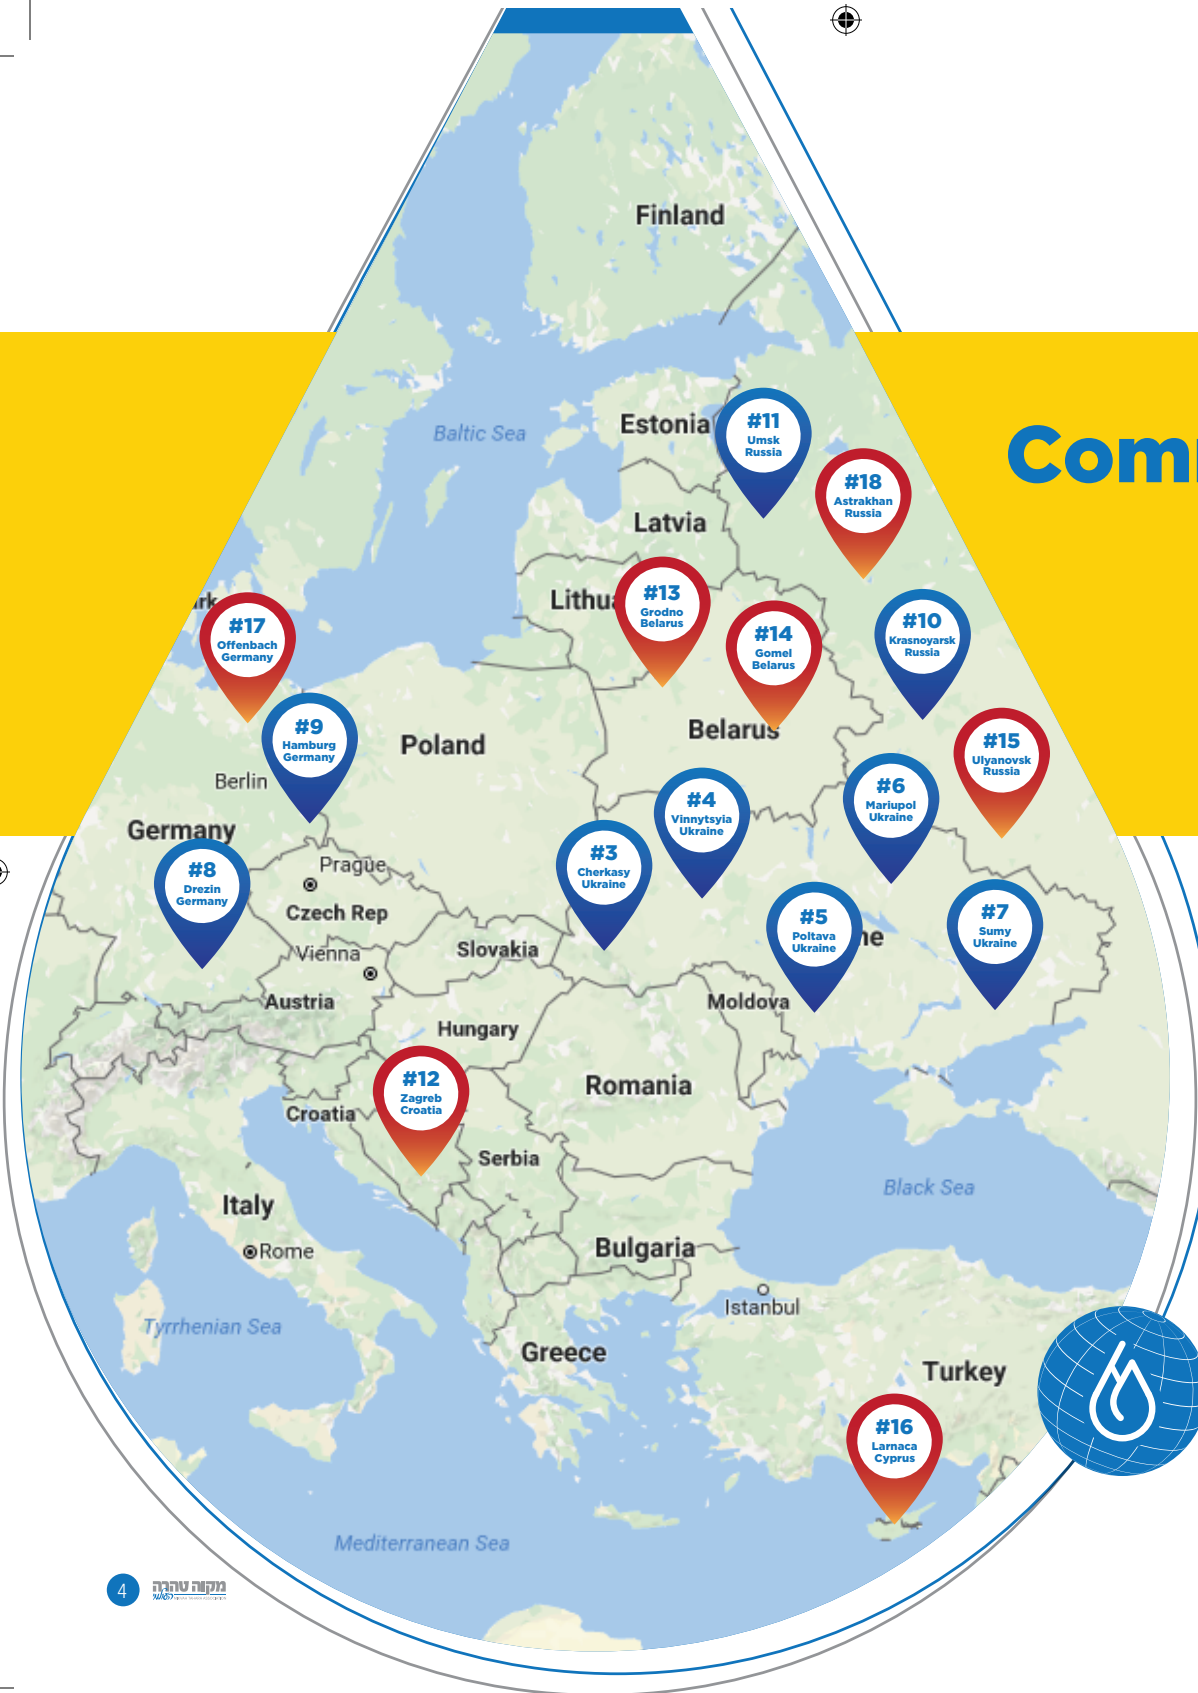 Finland
Baltic Sea
Estonia
#11
Umsk
Russia
Com
#18
Astrakhan
Russia
Latvia
#13
Grodno
Belarus
Lithua
rk
#17
Offenbach
Germany
#14
Gomel
Belarus
#10
Krasnoyarsk
Russia
#9
Hamburg
Germany
Poland
Belarus
#15
Ulyanovsk
Russia
Berlin
#4
Vinnytsyia
Ukraine
#6
Mariupol
Ukraine
Germany
#8
Drezin
Germany
Prague
#3
Cherkasy
Ukraine
Czech Rep
#5
Poltava
Ukraine
ne
#7
Sumy
Ukraine
Vienna
Slovakia
Austria
Moldova
Hungary
#12
Zagreb
Croatia
Romania
Croatia
Serbia
Black Sea
Italy
Rome
Bulgaria
Istanbul
Tyrrhenian Sea
Greece
Turkey
#16
Larnaca
Cyprus
Mediterranean Sea
4
מקווה טהרה